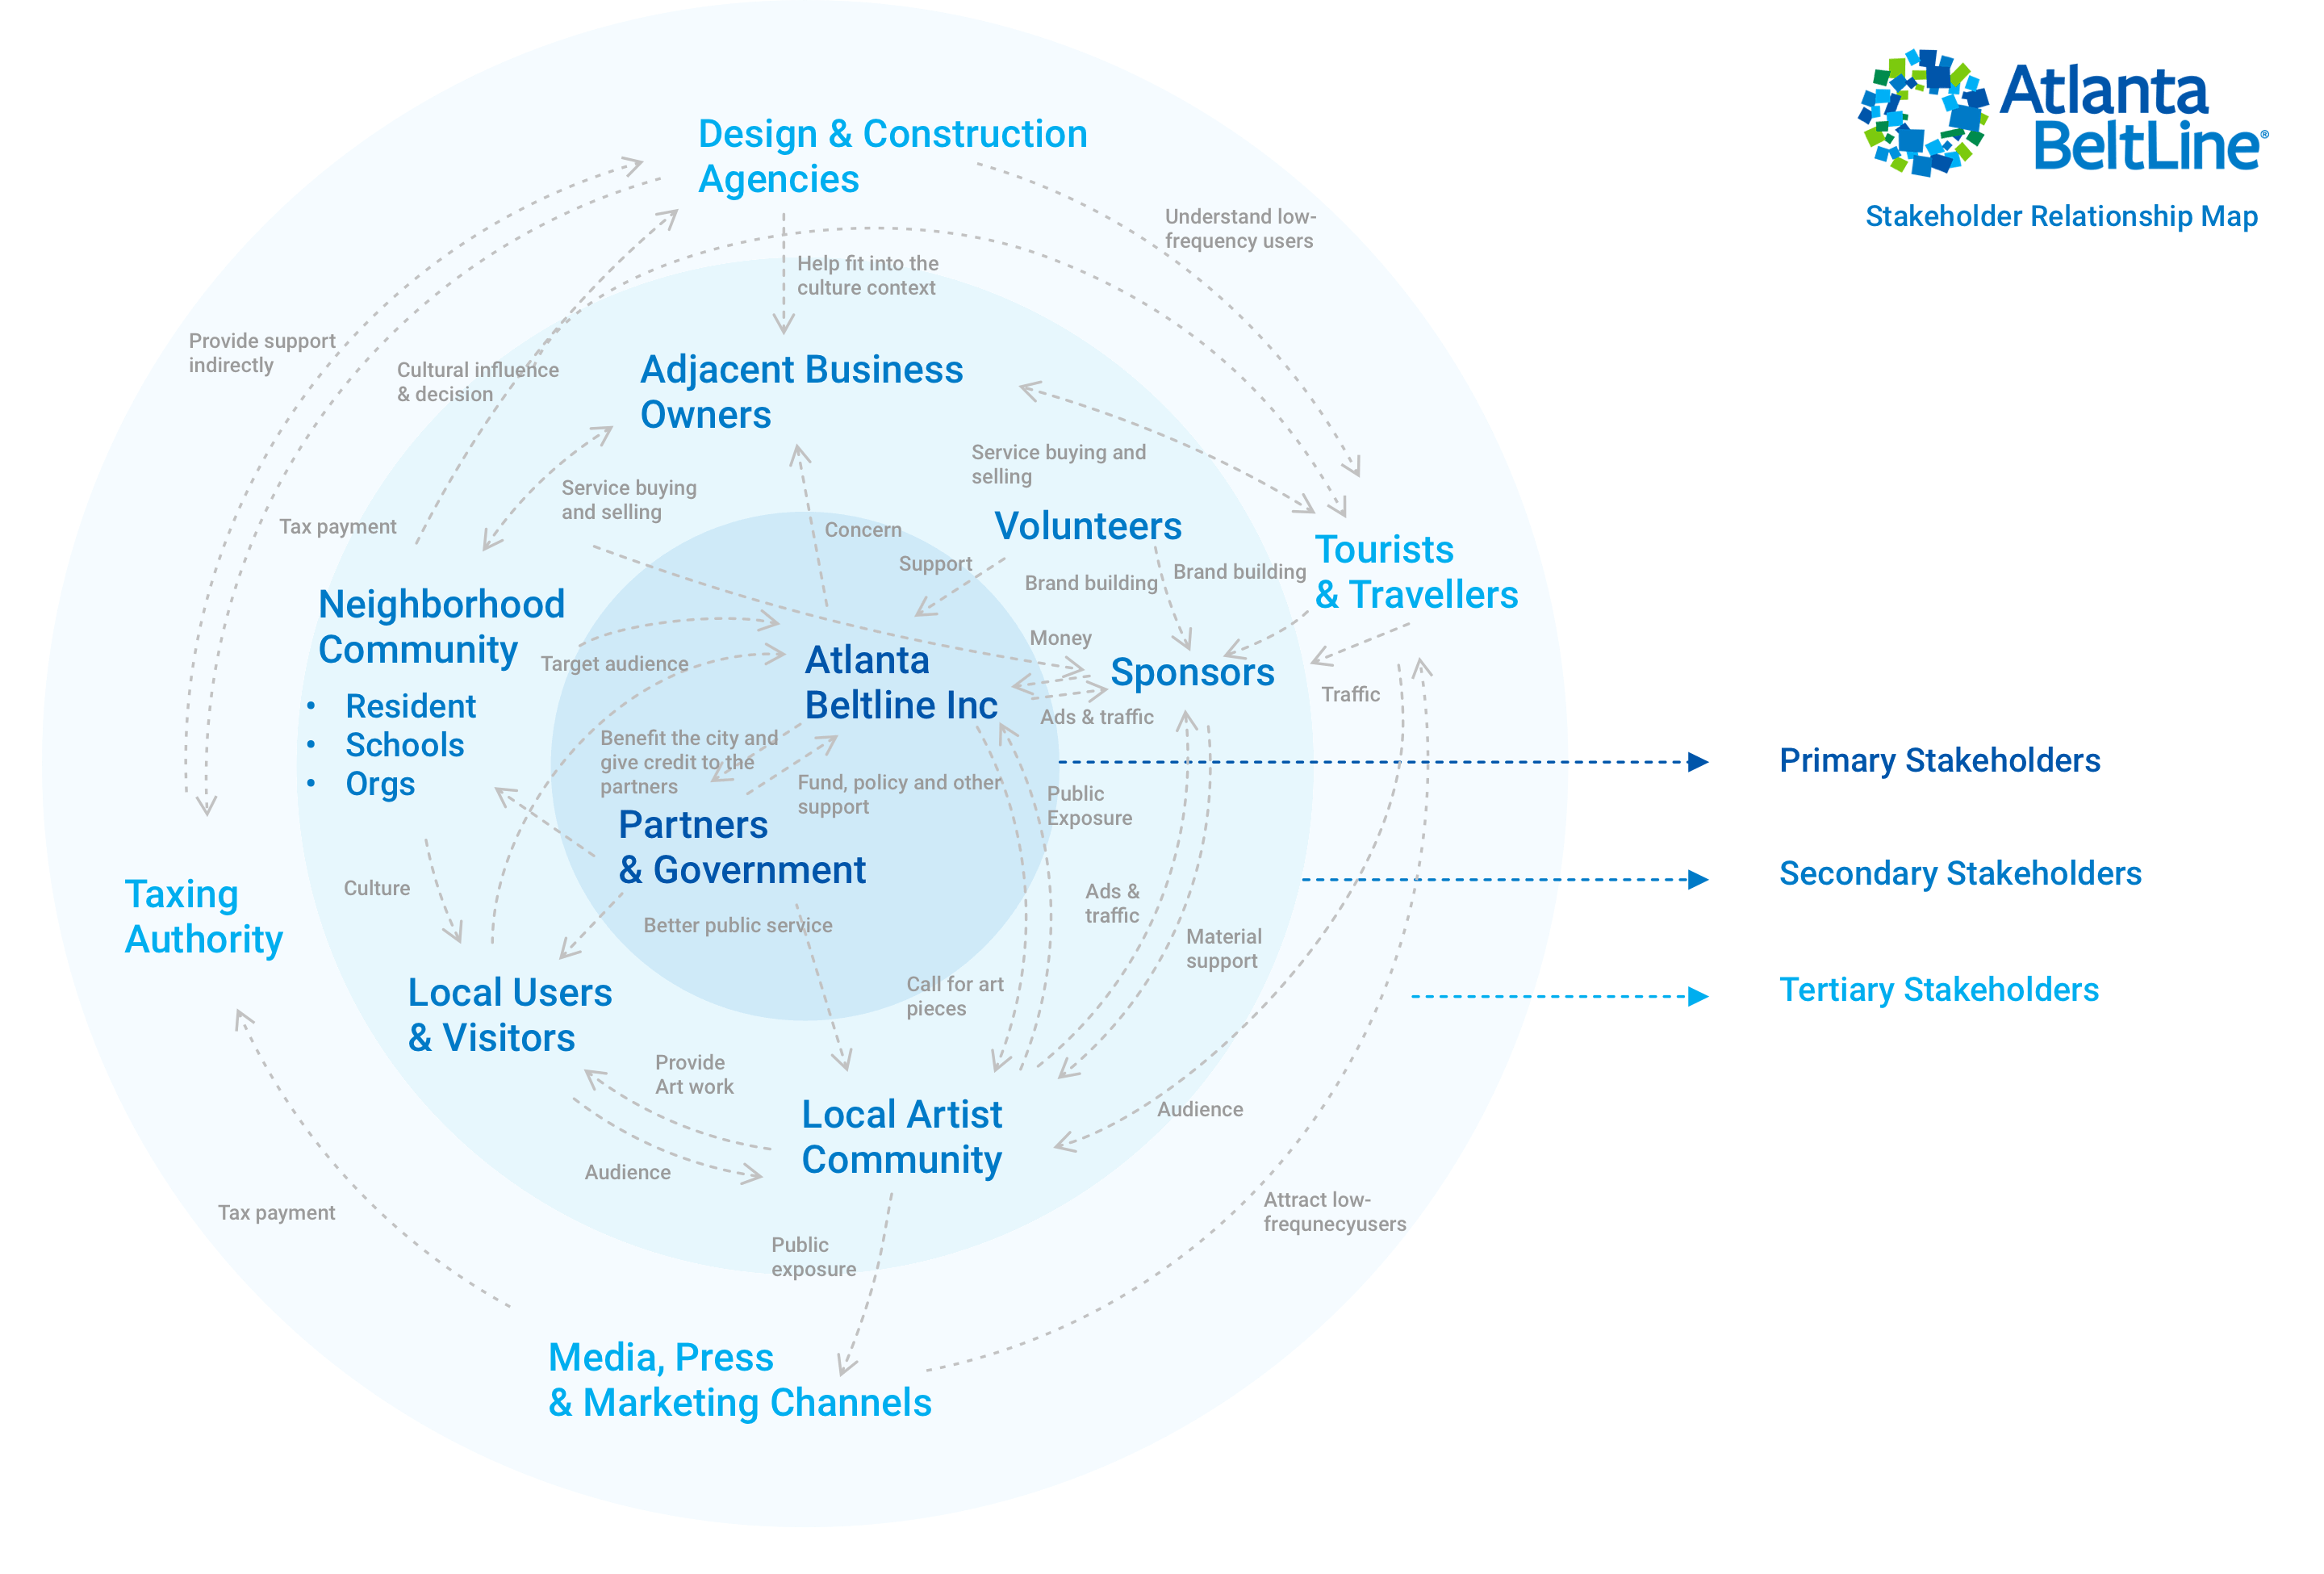 Atlanta
BeltLine®
Stakeholder Relationship Map
Design & Construction
Agencies
Understand low-
frequency users
Help fit into the
culture context
Provide support
indirectly
Cultural influence
& decision
Adjacent Business
Owners
Service buying and
selling
Service buying
and selling
Tax payment
Concern
Volunteers
Support
Brand building
Brand building
Tourists
& Travellers
Neighborhood
Community
• Resident
• Schools
• Orgs
Target audience
Money
Atlanta
Beltline Inc
Sponsors
Traffic
Ads & traffic
Benefit the city and
give credit to the
partners
Fund, policy and other
support
Public
Exposure
Primary Stakeholders
Partners
& Government
Secondary Stakeholders
Taxing
Authority
Culture
Ads &
traffic
Better public service
Material
support
Tertiary Stakeholders
Local Users
& Visitors
Call for art
pieces
Provide
Art work
Local Artist
Community
Audience
Audience
Tax payment
Attract low-
frequnecyusers
Public
exposure
Media, Press
& Marketing Channels